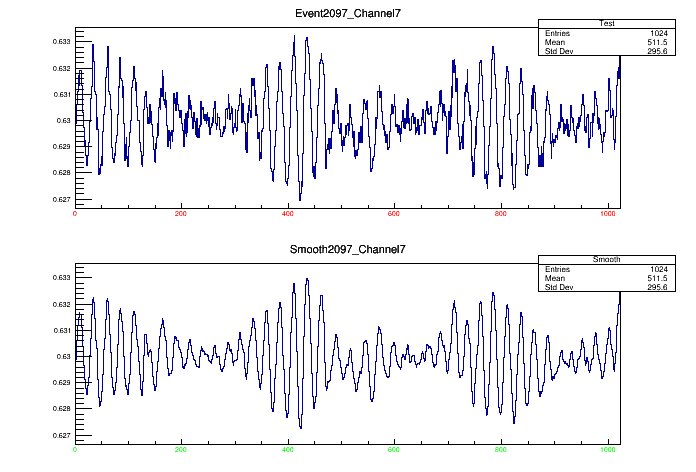 Event2097_Channel7
Test
Entries 1024
Mean 511.5
Std Dev 295.6
0.633
0.632
0.631
0.63
0.629
0.628
0.627
0 200 400 600 800 1000
Smooth2097_Channel7
Smooth
Entries 1024
Mean 511.5
Std Dev 295.6
0.633
0.632
0.631
0.63
0.629
0.628
0.627
0 200 400 600 800 1000